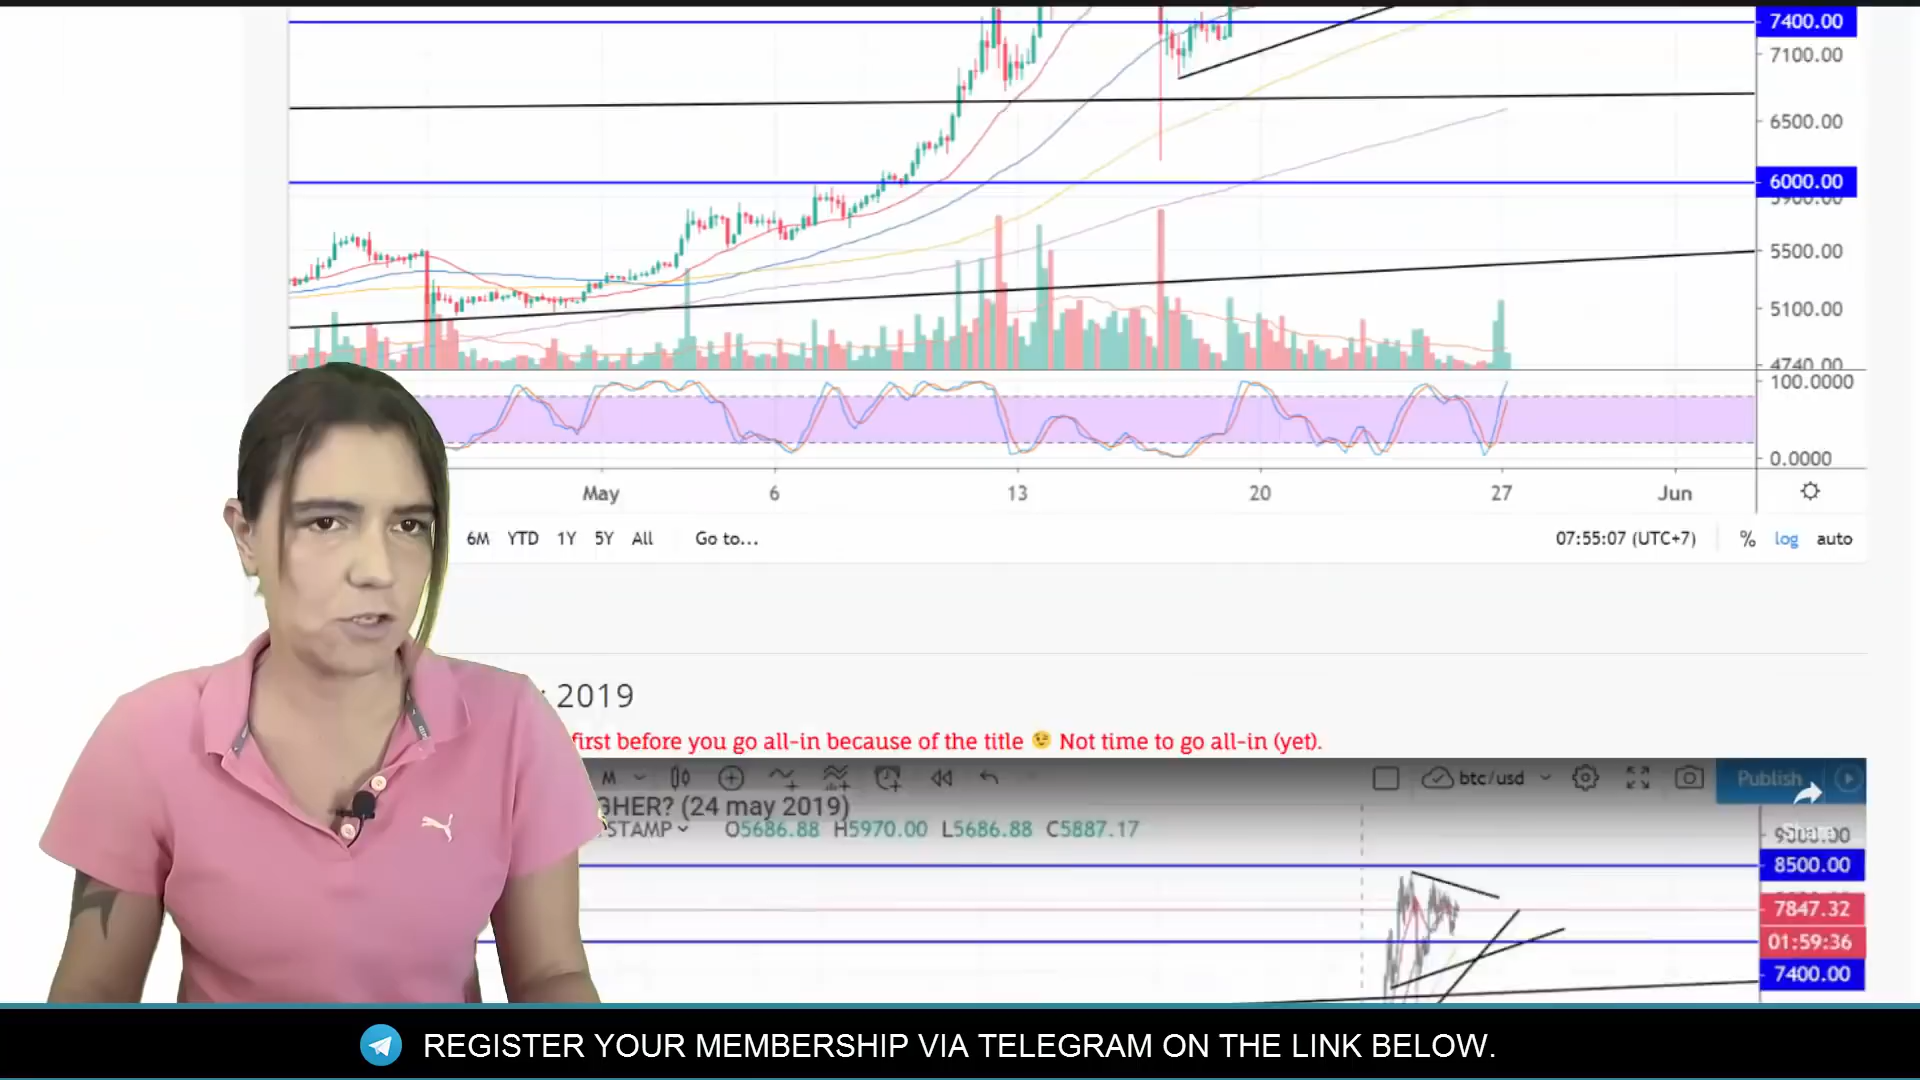 7400.00
7100.00
6500.00
6000.00
5900.00
5500.00
5100.00
4740.00
100.0000
0.0000
May 6 13 20 27 Jun
6M YTD 1Y 5Y All Go to... 07:55:07 (UTC+7) % log auto
2019
first before you go all-in because of the title 😉 Not time to go all-in (yet).
M btc/usd Publish
GHER? (24 may 2019)
STAMP O5686.88 H5970.00 L5686.88 C5887.17
Share
8500.00
7847.32
01:59:36
7400.00
REGISTER YOUR MEMBERSHIP VIA TELEGRAM ON THE LINK BELOW.